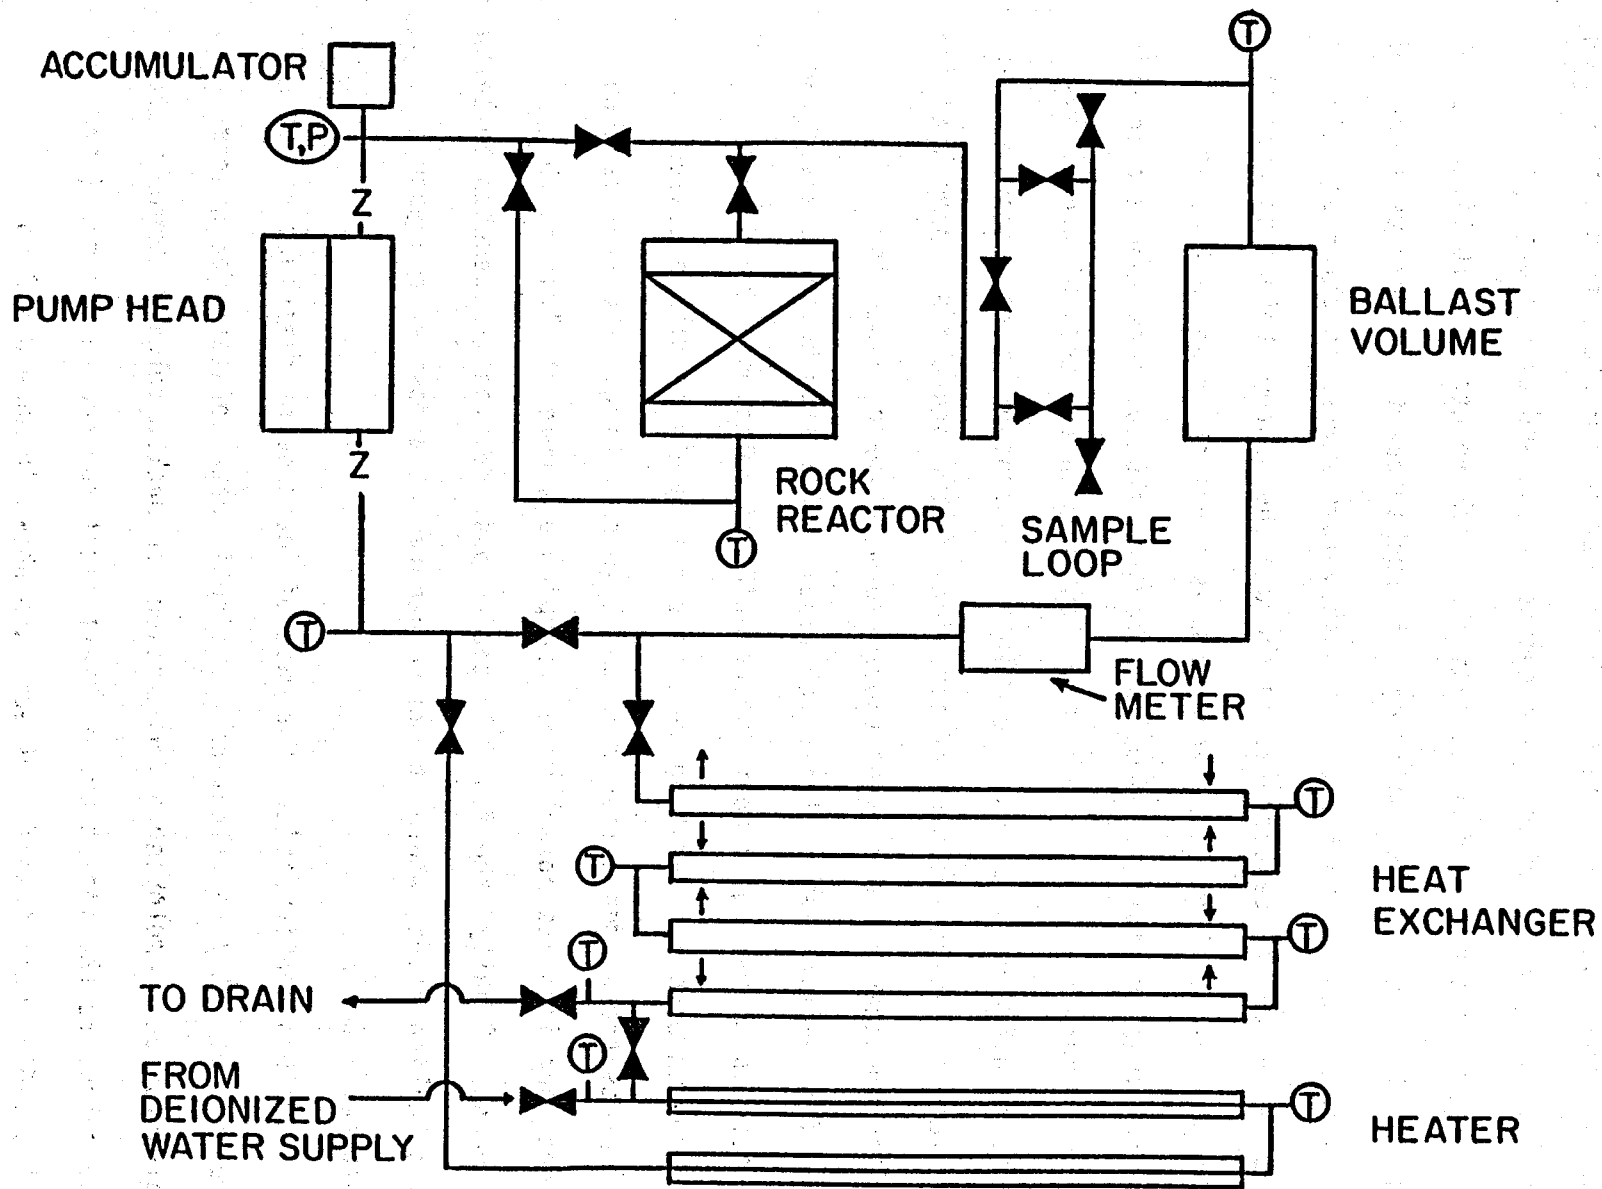 T
ACCUMULATOR
T,P
Z
PUMP HEAD
BALLAST
VOLUME
Z
ROCK
REACTOR
SAMPLE
LOOP
T
T
FLOW
METER
T
T
HEAT
EXCHANGER
T
T
TO DRAIN
T
FROM
DEIONIZED
WATER SUPPLY
T
HEATER